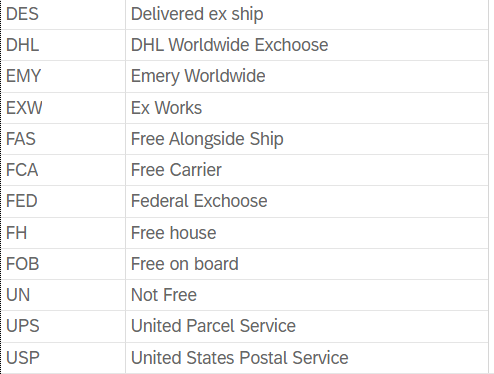 DES Delivered ex ship
DHL DHL Worldwide Exchoose
EMY Emery Worldwide
EXW Ex Works
FAS Free Alongside Ship
FCA Free Carrier
FED Federal Exchoose
FH Free house
FOB Free on board
UN Not Free
UPS United Parcel Service
USP United States Postal Service